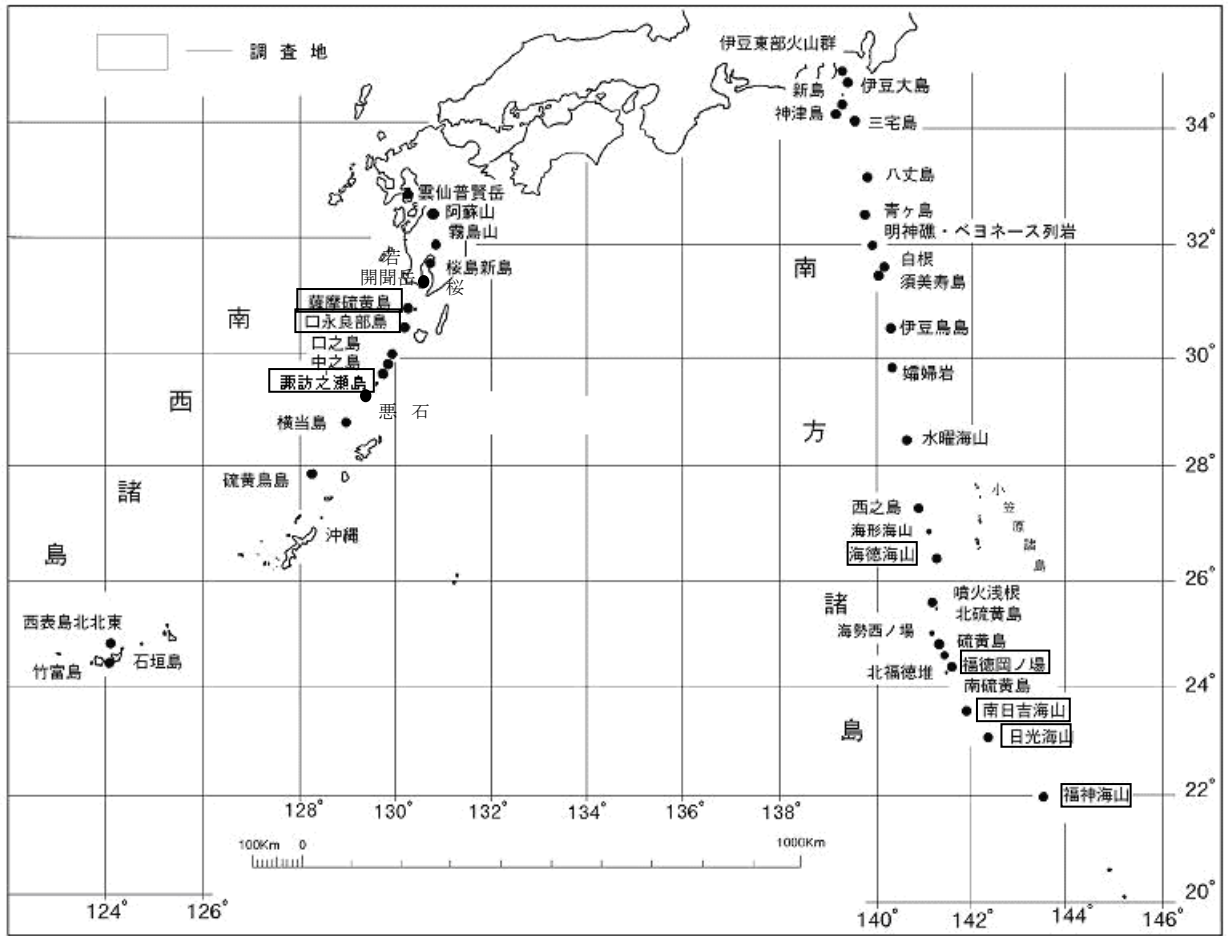 調査地
伊豆東部火山群
伊豆大島
新島
神津島
三宅島
34°
八丈島
雲仙普賢岳
阿蘇山
青ヶ島
霧島山
明神礁・ベヨネース列岩
32°
若
桜島新島
白根
開聞岳
桜
須美寿島
薩摩硫黄島
口永良部島
伊豆鳥島
口之島
中之島
30°
諏訪之瀬島
孀婦岩
悪石
横当島
水曜海山
28°
硫黄鳥島
西之島
小笠原諸島
沖縄
海形海山
海徳海山
26°
噴火浅根
北硫黄島
西表島北北東
海勢西ノ場
硫黄島
石垣島
竹富島
福徳岡ノ場
北福徳堆
南硫黄島
24°
南日吉海山
日光海山
福神海山
22°
南西諸島
南方諸島
128°
130°
132°
134°
136°
138°
100Km 0
1000Km
20°
124°
126°
140°
142°
144°
146°